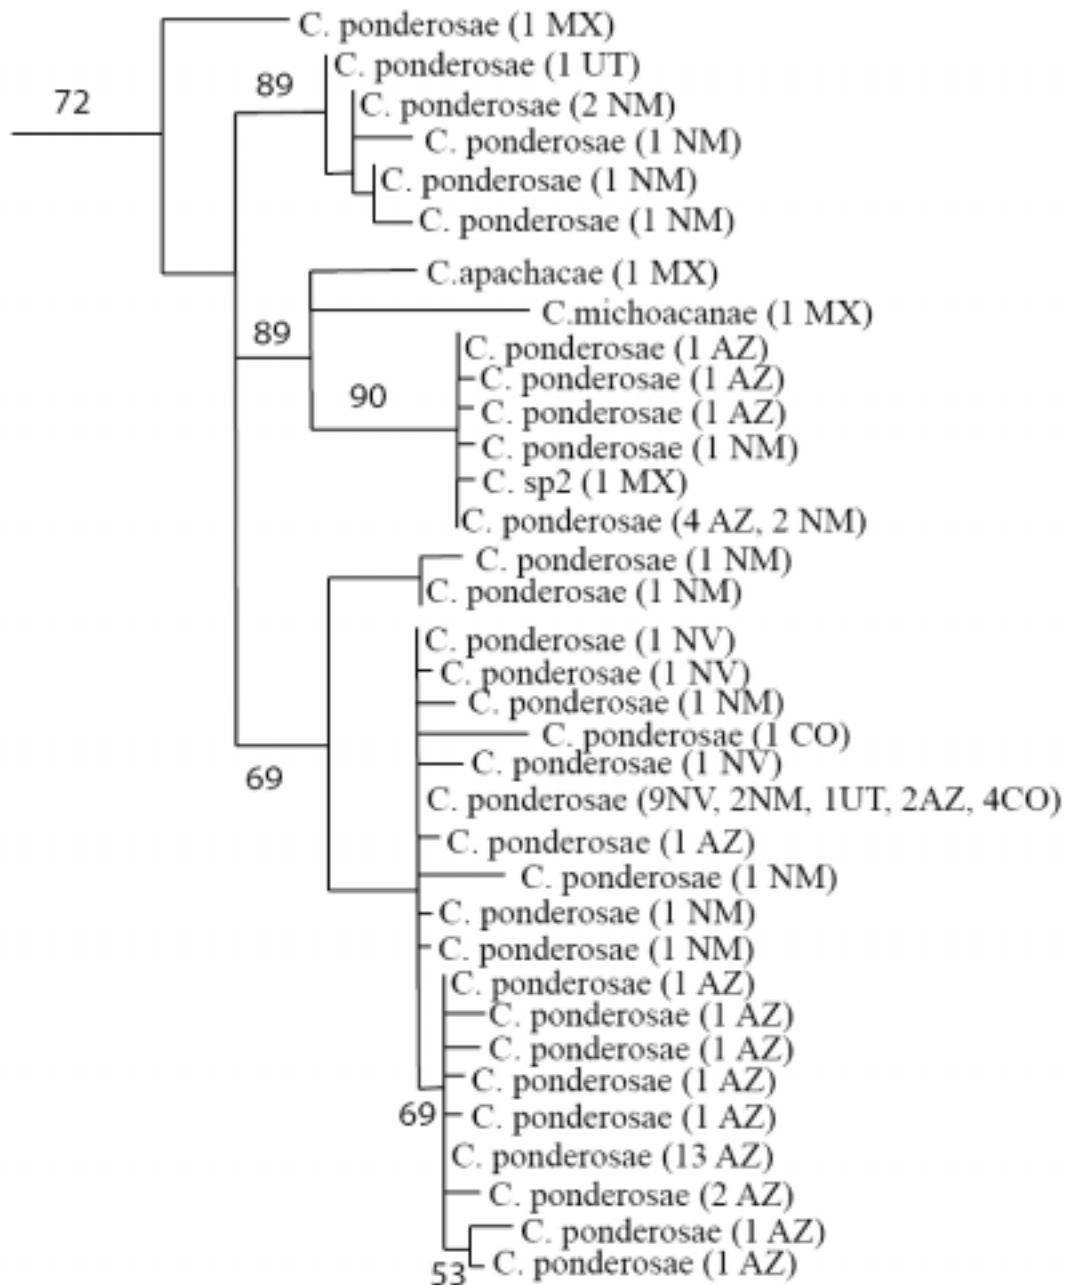 C. ponderosae (1 MX)
C. ponderosae (1 UT)
89
72
C. ponderosae (2 NM)
C. ponderosae (1 NM)
C. ponderosae (1 NM)
C. ponderosae (1 NM)
C.apachacae (1 MX)
C.michoacanae (1 MX)
89
C. ponderosae (1 AZ)
C. ponderosae (1 AZ)
90
C. ponderosae (1 AZ)
C. ponderosae (1 NM)
C. sp2 (1 MX)
C. ponderosae (4 AZ, 2 NM)
C. ponderosae (1 NM)
C. ponderosae (1 NM)
C. ponderosae (1 NV)
C. ponderosae (1 NV)
C. ponderosae (1 NM)
C. ponderosae (1 CO)
C. ponderosae (1 NV)
69
C. ponderosae (9NV, 2NM, 1UT, 2AZ, 4CO)
C. ponderosae (1 AZ)
C. ponderosae (1 NM)
C. ponderosae (1 NM)
C. ponderosae (1 NM)
C. ponderosae (1 AZ)
C. ponderosae (1 AZ)
C. ponderosae (1 AZ)
C. ponderosae (1 AZ)
69
C. ponderosae (1 AZ)
C. ponderosae (13 AZ)
C. ponderosae (2 AZ)
C. ponderosae (1 AZ)
C. ponderosae (1 AZ)
53